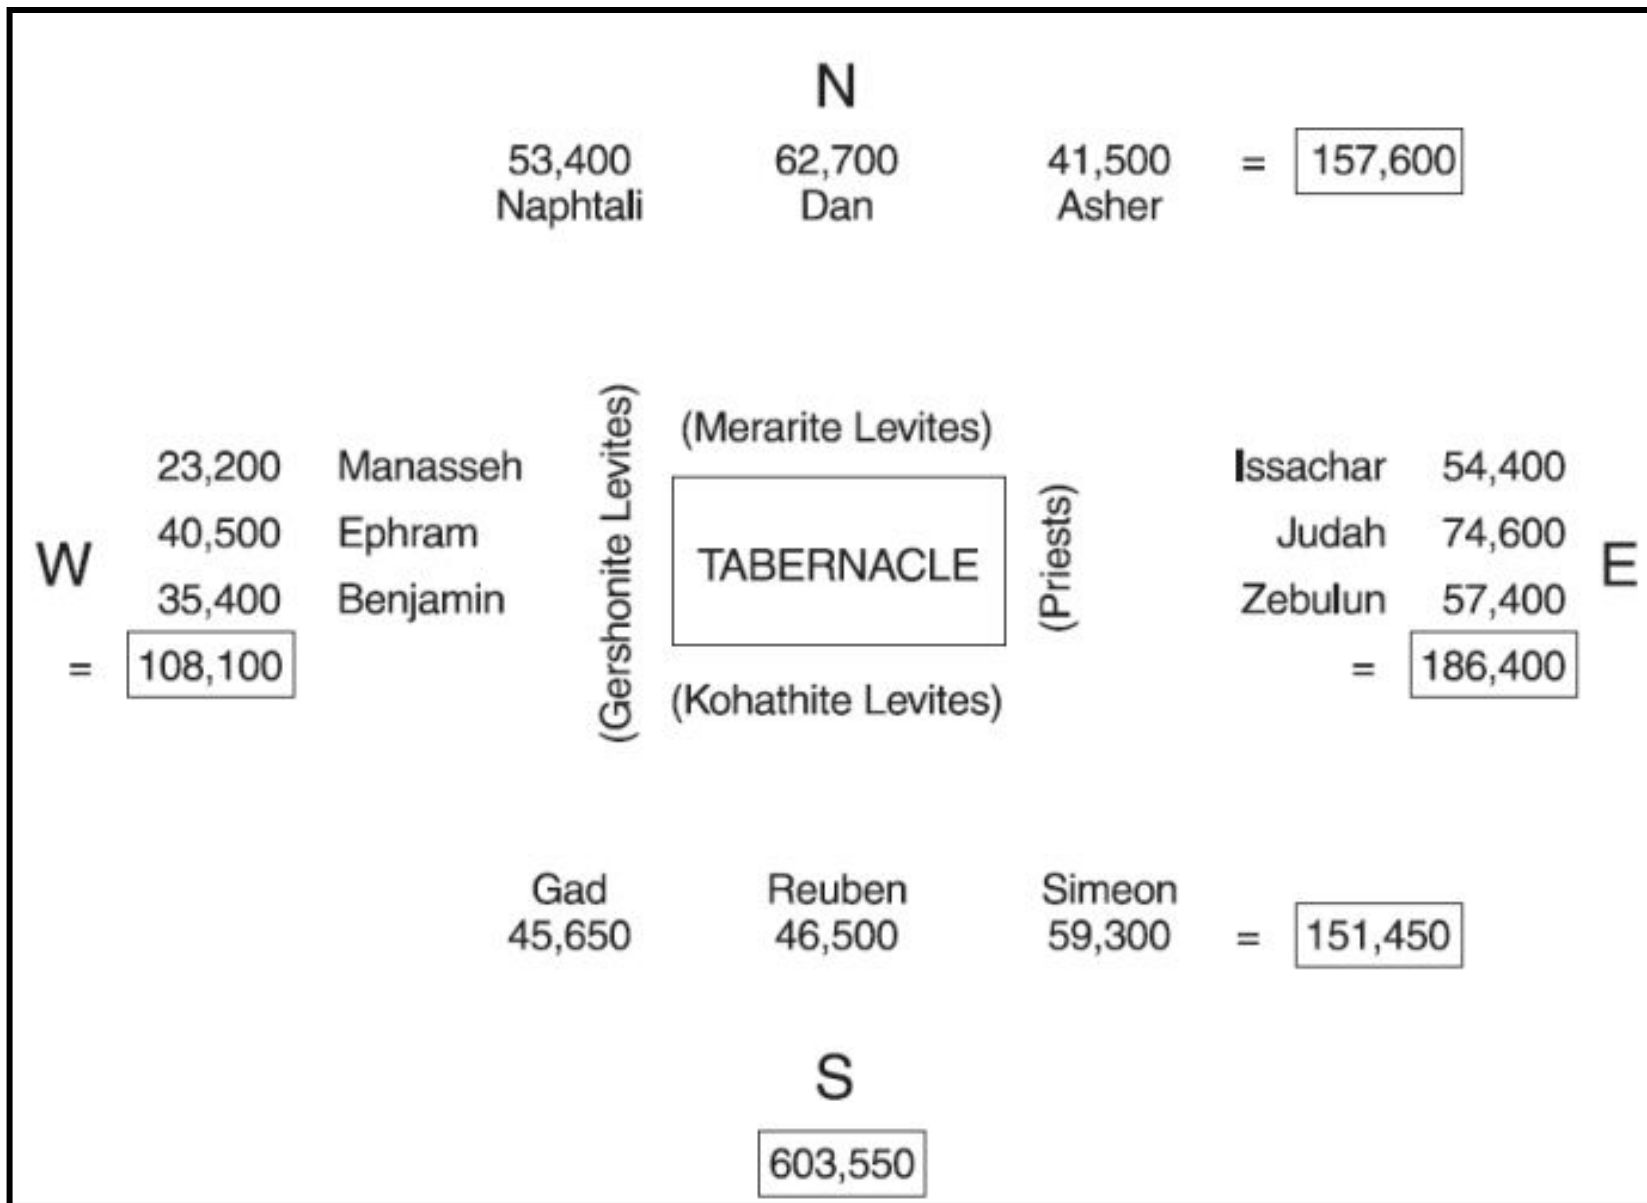 N
53,400 62,700 41,500 = 157,600
Naphtali Dan Asher
(Merarite Levites)
(Gershonite Levites)
TABERNACLE
(Priests)
(Kohathite Levites)
W
23,200 Manasseh
40,500 Ephram
35,400 Benjamin
= 108,100
Issachar 54,400
Judah 74,600
Zebulun 57,400
= 186,400
E
Gad Reuben Simeon
45,650 46,500 59,300 = 151,450
S
603,550